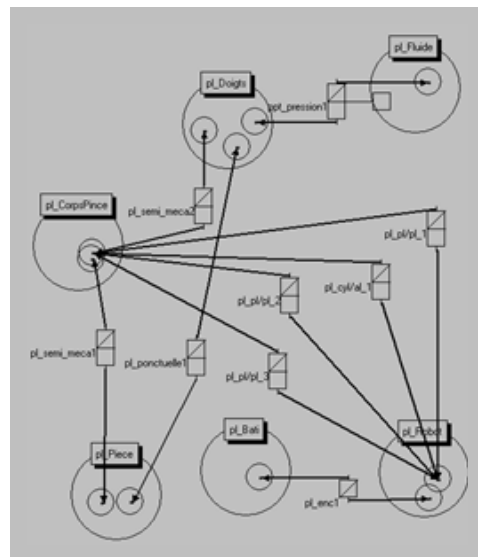 pl_Fluide
pl_Doigts
ppt_pression1
pl_CorpsPince
pl_semi_meca2
pl_pl/pl_1
pl_pl/pl_2
pl_cyl/al_1
pl_semi_meca1
pl_ponctuelle1
pl_pl/pl_3
pl_Bati
pl_Robot
pl_Piece
pl_enc1